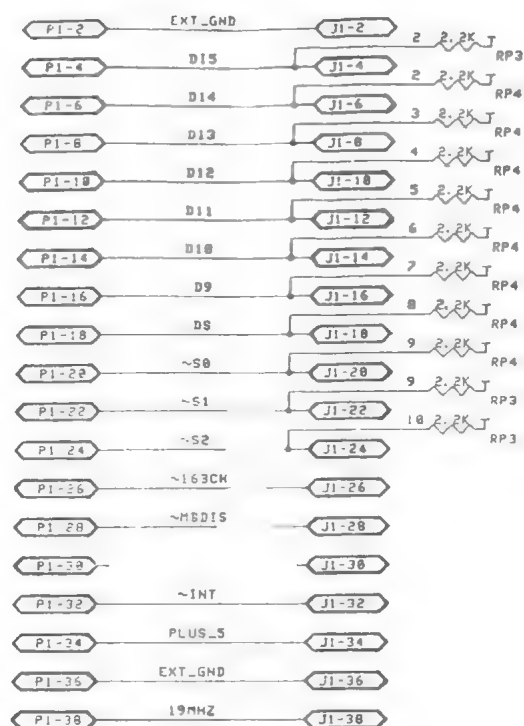 P1-2 EXT_GND J1-2 2 2.2K RP3
P1-4 DI5 J1-4 2 2.2K RP4
P1-6 D14 J1-6 3 2.2K RP4
P1-8 D13 J1-8 4 2.2K RP4
P1-10 D12 J1-10 5 2.2K RP4
P1-12 D11 J1-12 6 2.2K RP4
P1-14 D10 J1-14 7 2.2K RP4
P1-16 D9 J1-16 8 2.2K RP4
P1-18 DS J1-18 9 2.2K RP4
P1-20 ~S0 J1-20 9 2.2K RP3
P1-22 ~S1 J1-22 10 2.2K RP3
P1-24 ~S2 J1-24
P1-26 ~163CK J1-26
P1-28 ~MSDIS J1-28
P1-30 J1-30
P1-32 ~INT J1-32
P1-34 PLUS_5 J1-34
P1-36 EXT_GND J1-36
P1-38 19MHZ J1-38